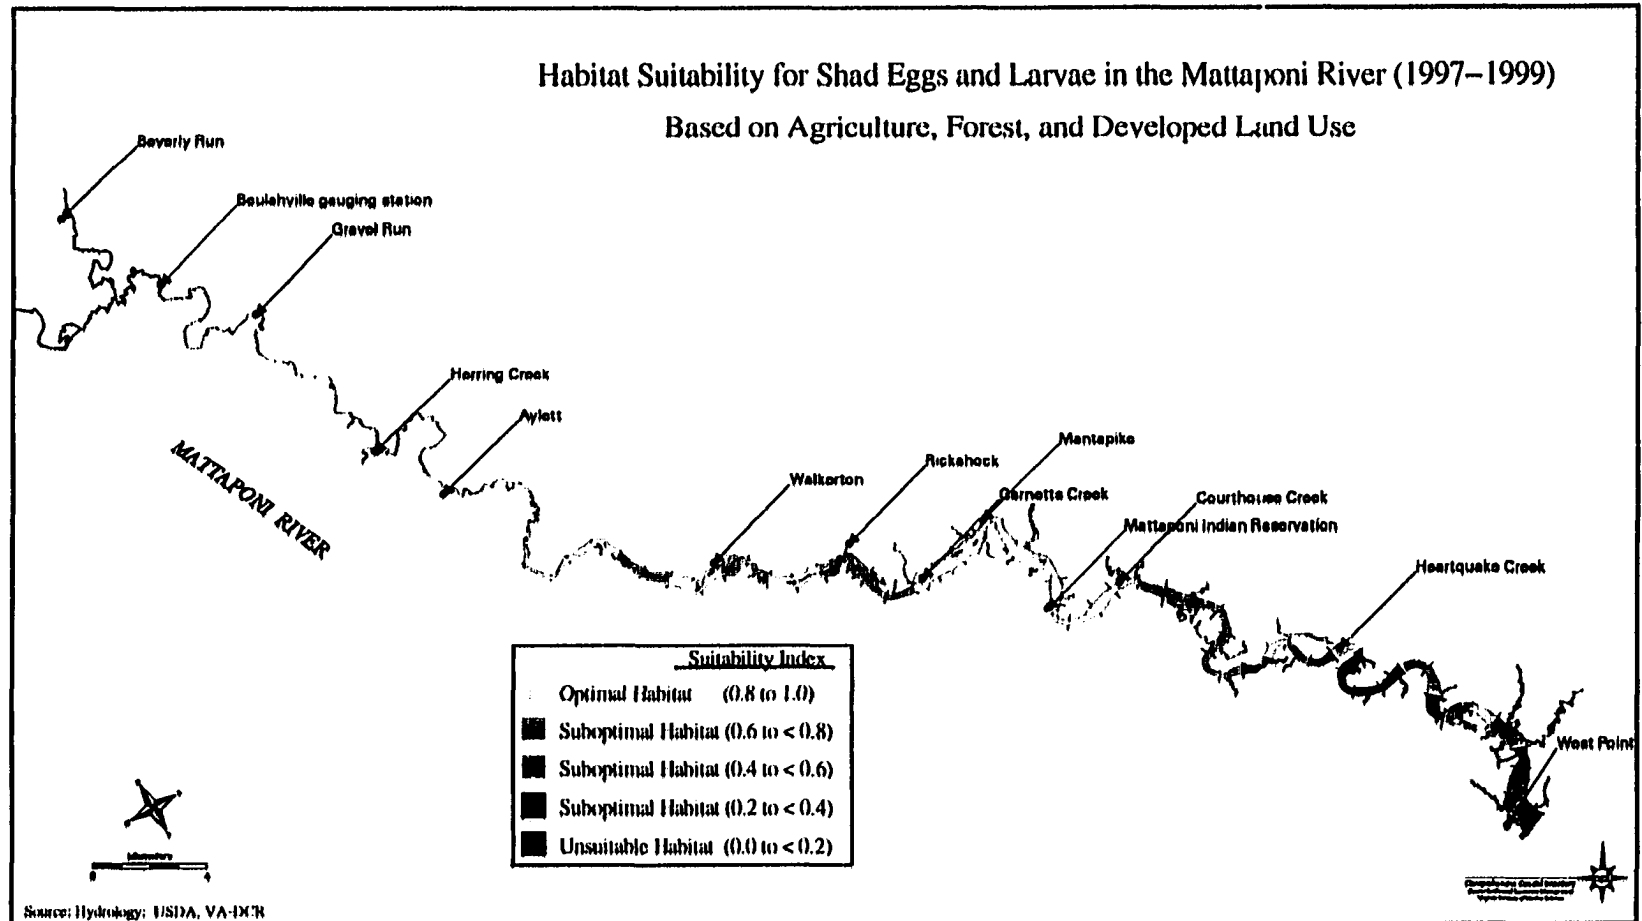 Habitat Suitability for Shad Eggs and Larvae in the Mattaponi River (1997–1999)
Based on Agriculture, Forest, and Developed Land Use
Beverly Run
Beulahville gauging station
Gravel Run
Herring Creek
Aylett
Walkerton
Rickahock
Mantapike
Garnetts Creek
Courthouse Creek
Mattaponi Indian Reservation
Heartquake Creek
West Point
MATTAPONI RIVER
Suitability Index
Optimal Habitat (0.8 to 1.0)
Suboptimal Habitat (0.6 to < 0.8)
Suboptimal Habitat (0.4 to < 0.6)
Suboptimal Habitat (0.2 to < 0.4)
Unsuitable Habitat (0.0 to < 0.2)
0 4
Source: Hydrology: USDA, VA-DCR